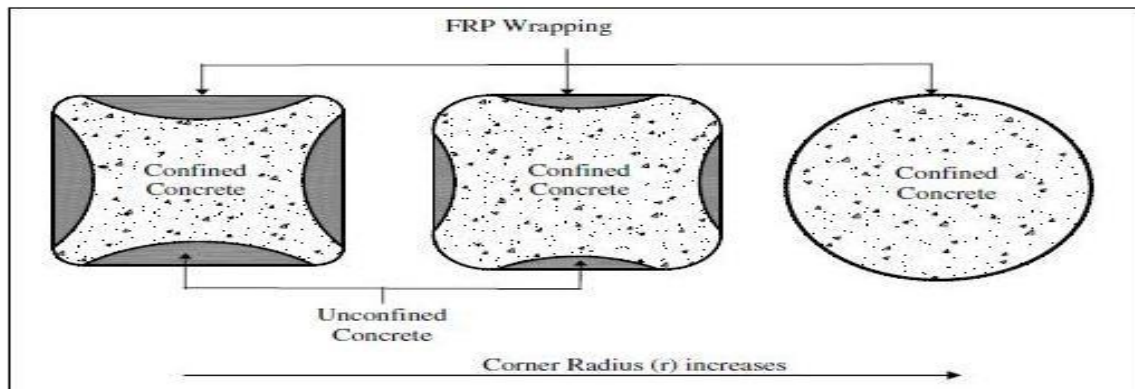 FRP Wrapping
Confined
Concrete
Confined
Concrete
Confined
Concrete
Unconfined
Concrete
Corner Radius (r) increases